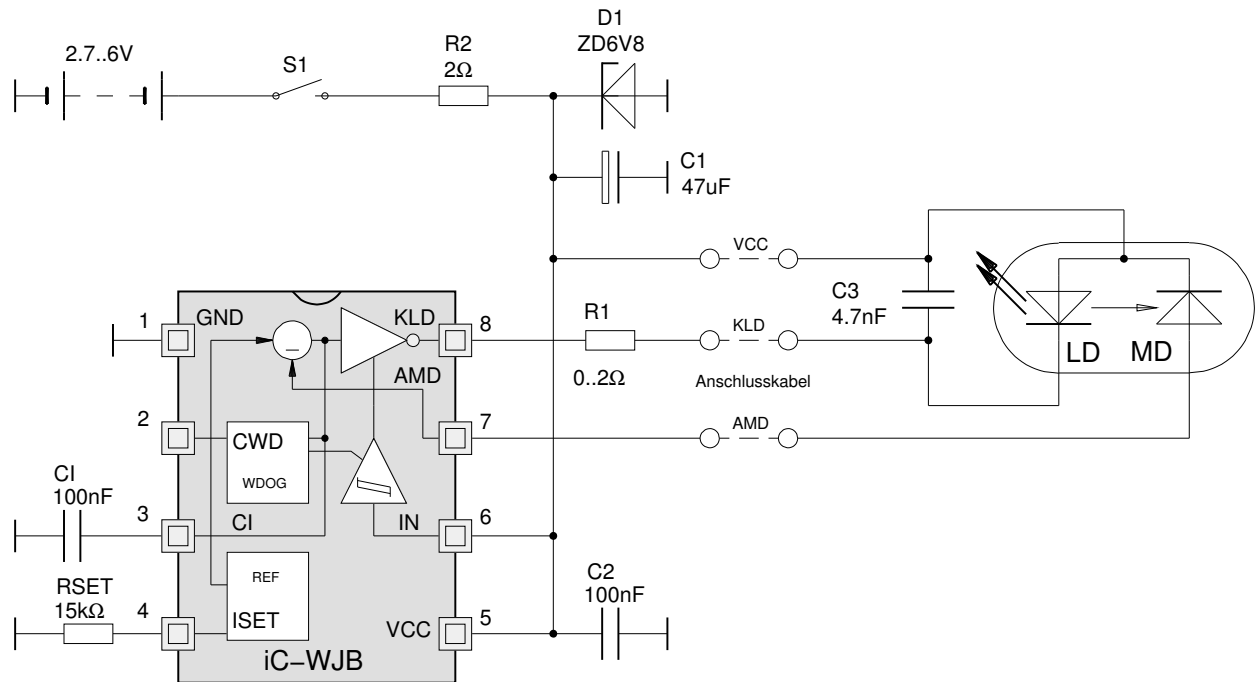 D1
ZD6V8
2.7..6V
S1
R2
2Ω
C1
47uF
VCC
C3
4.7nF
R1
0..2Ω
KLD
Anschlusskabel
AMD
LD
MD
1
GND
KLD
8
_
AMD
2
7
CWD
WDOG
CI
100nF
3
CI
IN
6
RSET
15kΩ
4
REF
ISET
VCC
5
C2
100nF
iC–WJB